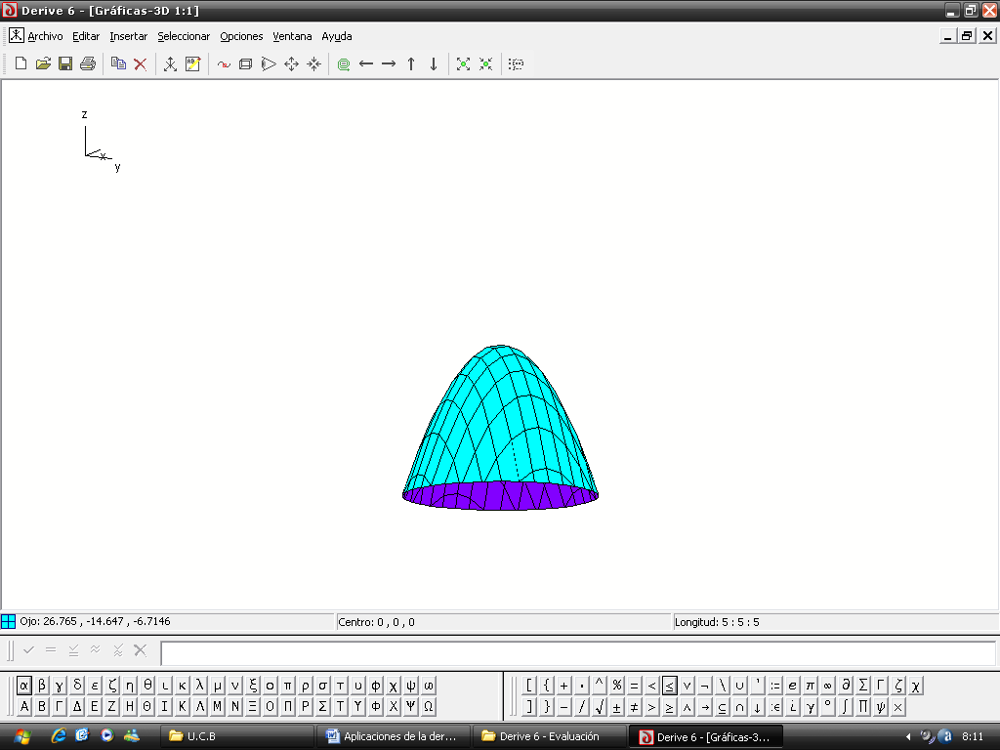 Derive 6 - [Gráficas-3D 1:1]
Archivo Editar Insertar Seleccionar Opciones Ventana Ayuda
z
x
y
Ojo: 26.765 , -14.647 , -6.7146 Centro: 0 , 0 , 0 Longitud: 5 : 5 : 5
α β γ δ ε ζ η θ ι κ λ μ ν ξ ο π ρ σ τ υ φ χ ψ ω [ { + · ^ % = < ≤ ∨ ¬ \ ∪ ' := e π ∞ ∂ ∑ Γ ζ χ
Α Β Γ Δ Ε Ζ Η Θ Ι Κ Λ Μ Ν Ξ Ο Π Ρ Σ Τ Υ Φ Χ Ψ Ω ] } − / √ ± ≠ > ≥ ∧ → ⊆ ∩ ↓ :∈ î γ ° ∫ ∏ ψ ×
U.C.B Aplicaciones de la der... Derive 6 - Evaluación Derive 6 - [Gráficas-3... 8:11